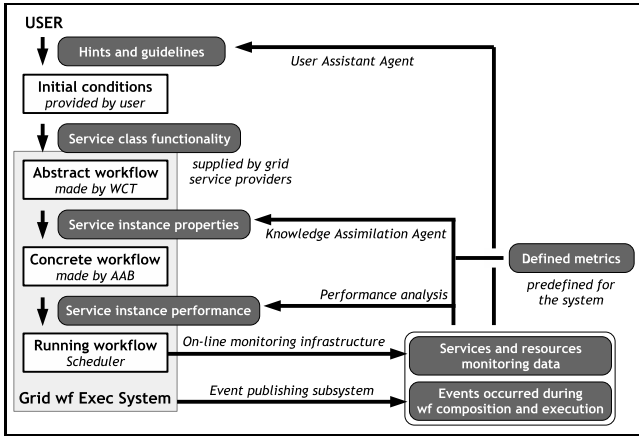 USER
Hints and guidelines
User Assistant Agent
Initial conditions
provided by user
Service class functionality
supplied by grid
service providers
Abstract workflow
made by WCT
Service instance properties
Knowledge Assimilation Agent
Concrete workflow
made by AAB
Defined metrics
predefined for
the system
Performance analysis
Service instance performance
Running workflow
Scheduler
On-line monitoring infrastructure
Services and resources
monitoring data
Grid wf Exec System
Event publishing subsystem
Events occurred during
wf composition and execution